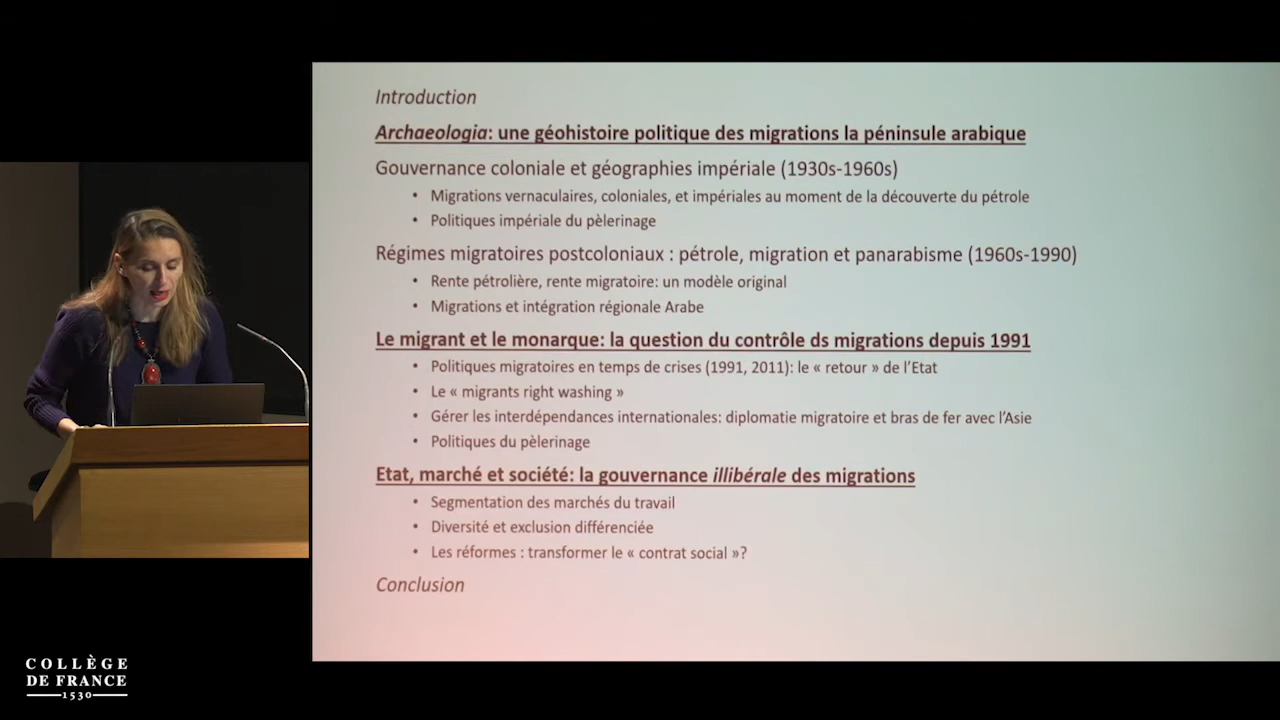 Introduction
Archaeologia: une géohistoire politique des migrations la péninsule arabique
Gouvernance coloniale et géographies impériale (1930s-1960s)
• Migrations vernaculaires, coloniales, et impériales au moment de la découverte du pétrole
• Politiques impériale du pèlerinage
Régimes migratoires postcoloniaux : pétrole, migration et panarabisme (1960s-1990)
• Rente pétrolière, rente migratoire: un modèle original
• Migrations et intégration régionale Arabe
Le migrant et le monarque: la question du contrôle ds migrations depuis 1991
• Politiques migratoires en temps de crises (1991, 2011): le « retour » de l'Etat
• Le « migrants right washing »
• Gérer les interdépendances internationales: diplomatie migratoire et bras de fer avec l'Asie
• Politiques du pèlerinage
Etat, marché et société: la gouvernance illibérale des migrations
• Segmentation des marchés du travail
• Diversité et exclusion différenciée
• Les réformes : transformer le « contrat social »?
Conclusion
COLLÈGE
DE FRANCE
1530